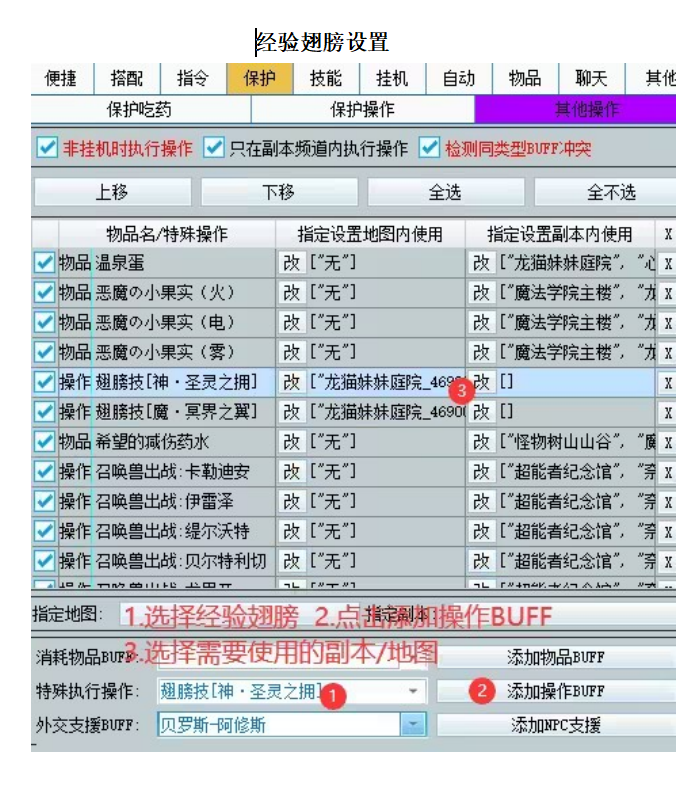 经验翅膀设置
便捷 搭配 指令 保护 技能 挂机 自动 物品 聊天 其他
保护吃药 保护操作 其他操作
非挂机时执行操作 只在副本频道内执行操作 检测同类型BUFF冲突
上移 下移 全选 全不选
物品名/特殊操作 指定设置地图内使用 指定设置副本内使用 X
物品 温泉蛋 改 ["无"] 改 ["龙猫妹妹庭院", "心 X
物品 恶魔の小果实（火） 改 ["无"] 改 ["魔法学院主楼", "龙 X
物品 恶魔の小果实（电） 改 ["无"] 改 ["魔法学院主楼", "龙 X
物品 恶魔の小果实（雾） 改 ["无"] 改 ["魔法学院主楼", "龙 X
操作 翅膀技[神·圣灵之拥] 改 ["龙猫妹妹庭院_469 3 改 [] X
操作 翅膀技[魔·冥界之翼] 改 ["龙猫妹妹庭院_46900 改 [] X
物品 希望的减伤药水 改 ["无"] 改 ["怪物树山山谷", "魔 X
操作 召唤兽出战:卡勒迪安 改 ["无"] 改 ["超能者纪念馆", "奈 X
操作 召唤兽出战:伊雷泽 改 ["无"] 改 ["超能者纪念馆", "奈 X
操作 召唤兽出战:缇尔沃特 改 ["无"] 改 ["超能者纪念馆", "奈 X
操作 召唤兽出战:贝尔特利切 改 ["无"] 改 ["超能者纪念馆", "奈 X
指定地图: 指定副本:
1.选择经验翅膀 2.点击添加操作BUFF
3.选择需要使用的副本/地图
消耗物品BUFF: 添加物品BUFF
特殊执行操作: 翅膀技[神·圣灵之拥] 1 2 添加操作BUFF
外交支援BUFF: 贝罗斯-阿修斯 添加NPC支援